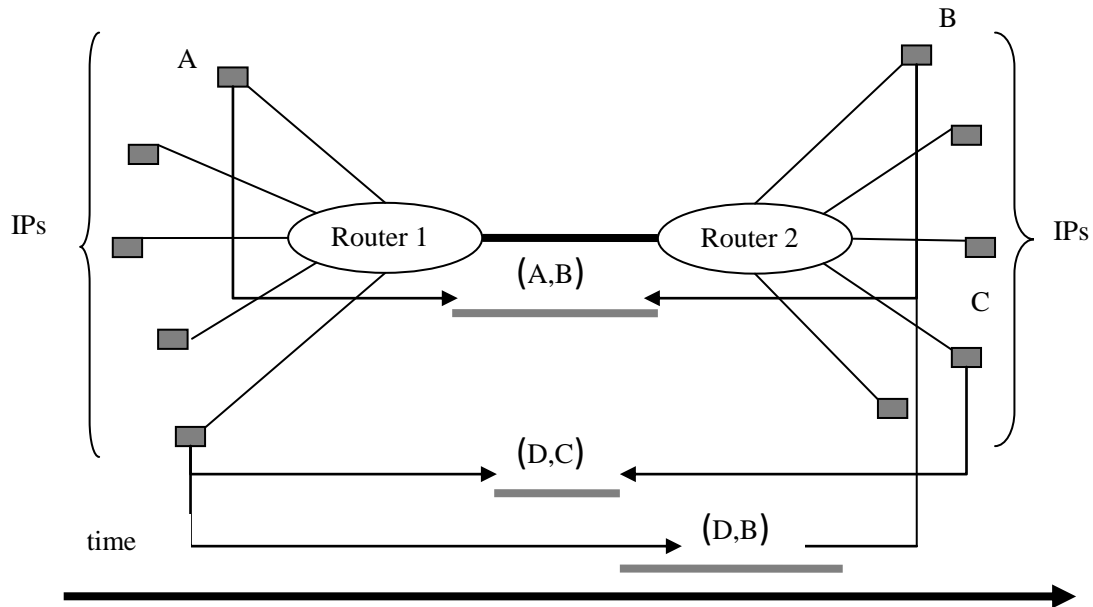 B
A
IPs
Router 1
Router 2
IPs
(A,B)
C
(D,C)
(D,B)
time